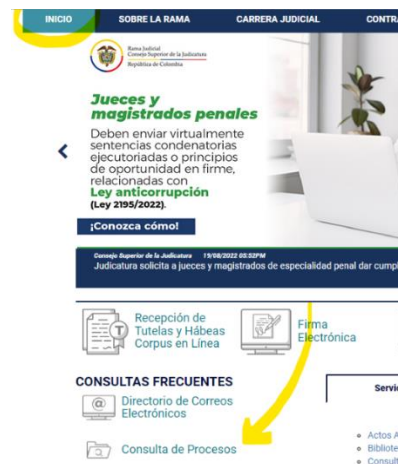 INICIO SOBRE LA RAMA CARRERA JUDICIAL
Rama Judicial
Consejo Superior de la Judicatura
República de Colombia
Jueces y
magistrados penales
Deben enviar virtualmente
sentencias condenatorias
ejecutoriadas o principios
de oportunidad en firme,
relacionadas con
Ley anticorrupción
(Ley 2195/2022).
¡Conozca cómo!
Consejo Superior de la Judicatura 19/08/2022 03:52PM
Judicatura solicita a jueces y magistrados de especialidad penal dar
Recepción de
Tutelas y Hábeas
Corpus en Línea
Firma
Electrónica
CONSULTAS FRECUENTES
Directorio de Correos
Electrónicos
Consulta de Procesos
Actos